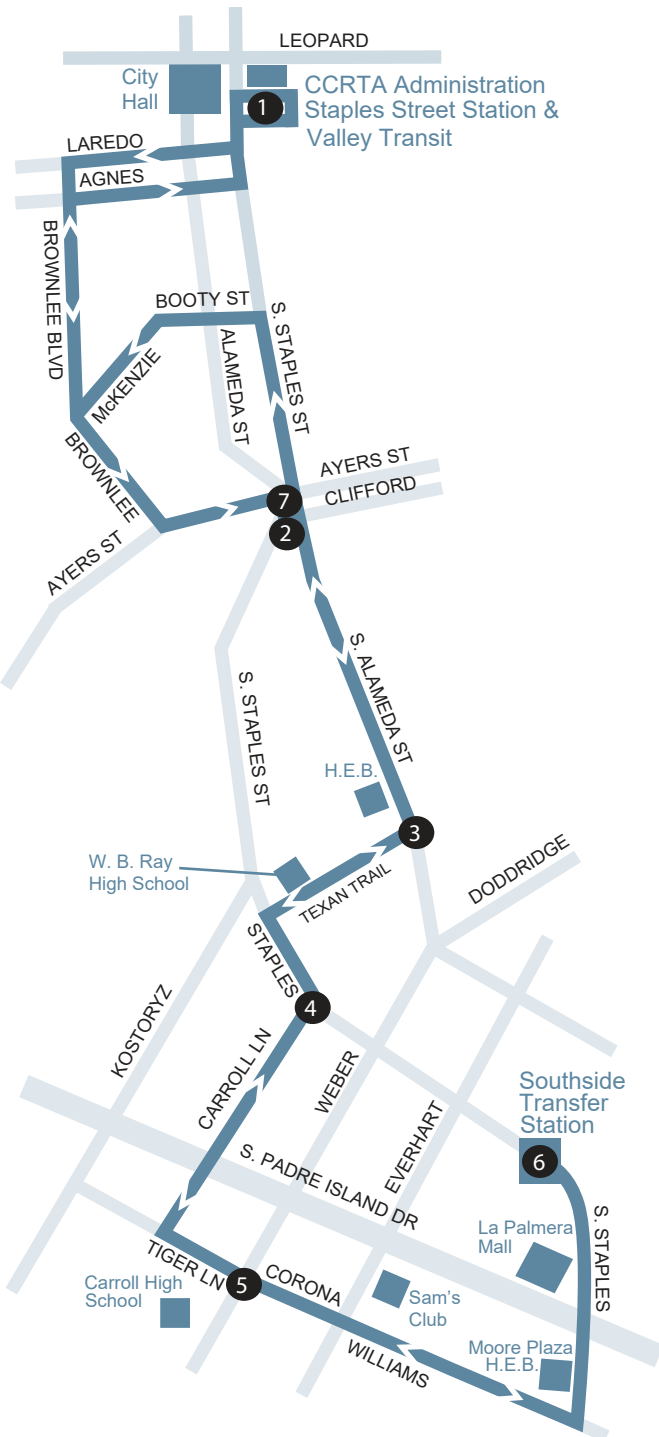 LEOPARD
City
Hall
1
CCRTA Administration
Staples Street Station &
Valley Transit
LAREDO
AGNES
BROWNLEE BLVD
BOOTY ST
McKENZIE
ALAMEDA ST
S. STAPLES ST
BROWNLEE
AYERS ST
CLIFFORD
7
2
AYERS ST
S. STAPLES ST
S. ALAMEDA ST
H.E.B.
3
W. B. Ray
High School
TEXAN TRAIL
DODDRIDGE
STAPLES
4
KOSTORYZ
CARROLL LN
WEBER
EVERHART
Southside
Transfer
Station
6
S. PADRE ISLAND DR
S. STAPLES
La Palmera
Mall
TIGER LN
5
CORONA
Carroll High
School
Sam's
Club
WILLIAMS
Moore Plaza
H.E.B.